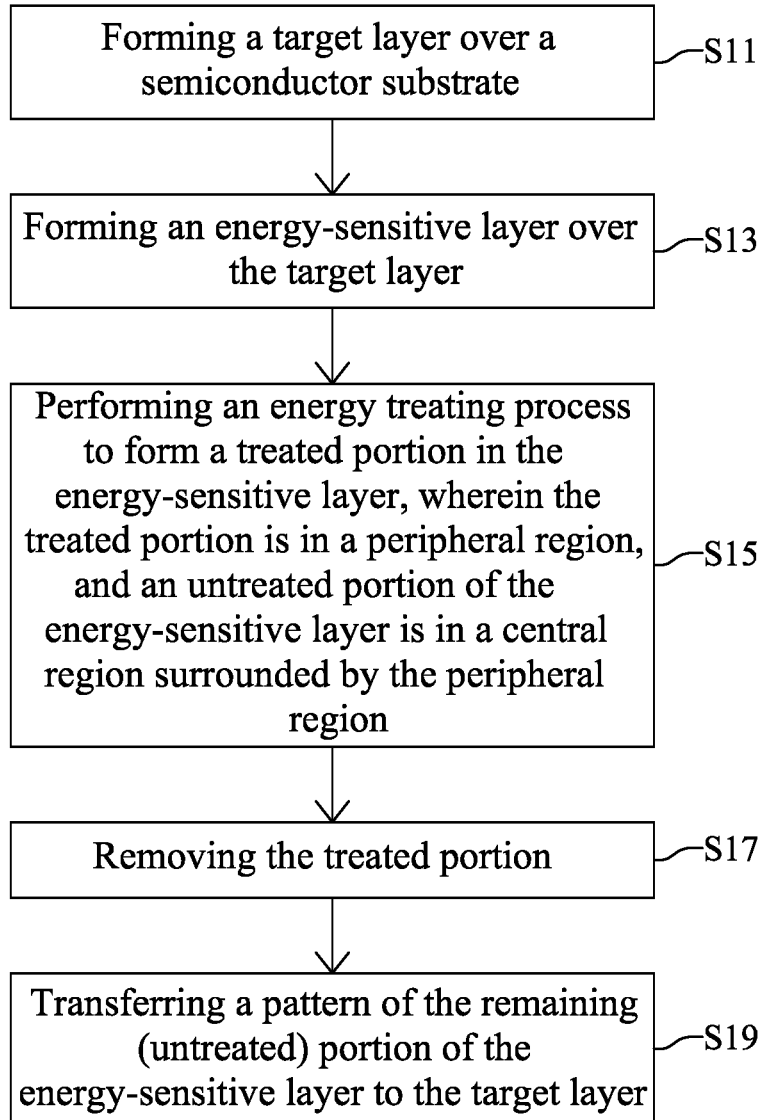 Forming a target layer over a
semiconductor substrate
S11
Forming an energy-sensitive layer over
the target layer
S13
Performing an energy treating process
to form a treated portion in the
energy-sensitive layer, wherein the
treated portion is in a peripheral region,
and an untreated portion of the
energy-sensitive layer is in a central
region surrounded by the peripheral
region
S15
Removing the treated portion
S17
Transferring a pattern of the remaining
(untreated) portion of the
energy-sensitive layer to the target layer
S19